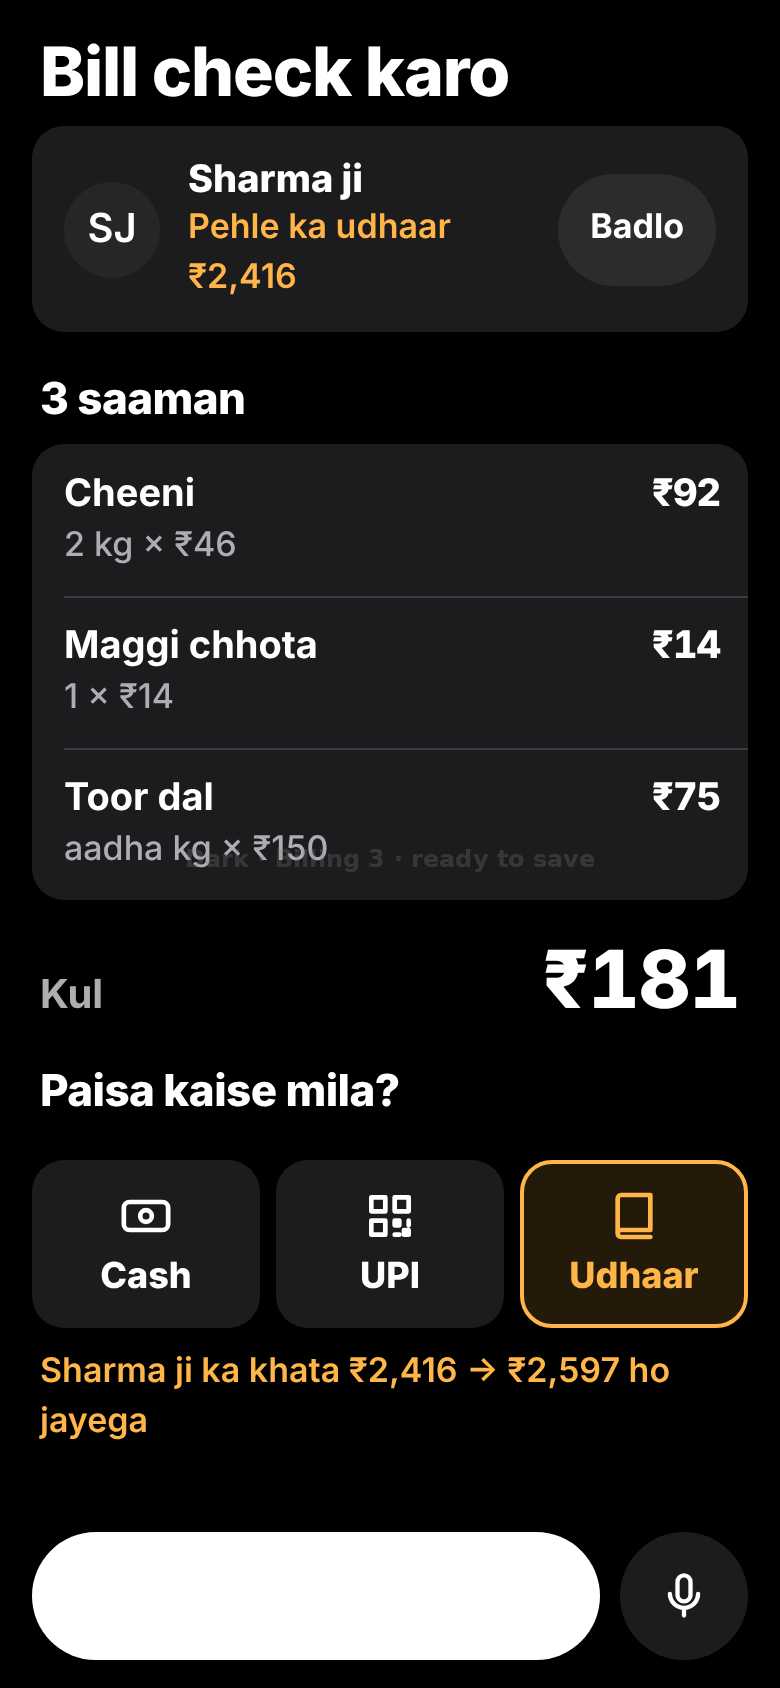 Bill check karo
SJ
Sharma ji
Pehle ka udhaar
₹2,416
Badlo
3 saaman
Cheeni
₹92
2 kg × ₹46
Maggi chhota
₹14
1 × ₹14
Toor dal
₹75
aadha kg × ₹150
Dark · Billing 3 · ready to save
Kul
₹181
Paisa kaise mila?
Cash
UPI
Udhaar
Sharma ji ka khata ₹2,416 → ₹2,597 ho
jayega